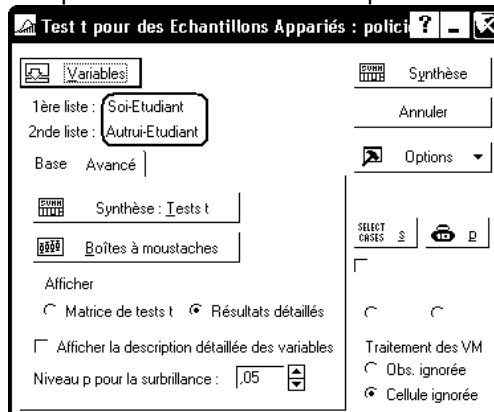 Test t pour des Echantillons Appariés : polici ? _
Variables
Synthèse
1ère liste : Soi-Etudiant
Annuler
2nde liste : Autrui-Etudiant
Base Avancé
Options
Synthèse : Tests t
SELECT CASES S D
Boîtes à moustaches
Afficher
Matrice de tests t Résultats détaillés
Afficher la description détaillée des variables
Traitement des VM
Niveau p pour la surbrillance : ,05
Obs. ignorée
Cellule ignorée